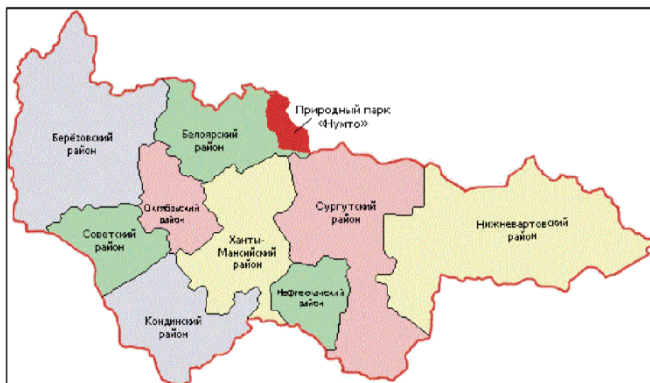 Природный парк
«Нумто»
Берёзовский
район
Белоярский
район
Октябрьский
район
Сургутский
район
Нижневартовский
район
Советский
район
Ханты-
Мансийский
район
Нефтеюганский
район
Кондинский
район